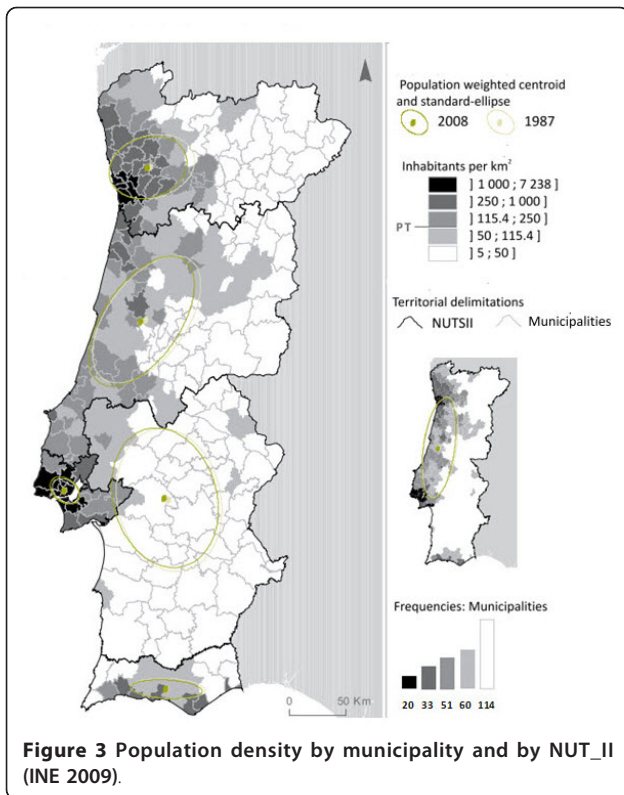 Population weighted centroid
and standard-ellipse
2008 1987
Inhabitants per km²
] 1 000 ; 7 238 ]
] 250 ; 1 000 ]
] 115.4 ; 250 ]
PT
] 50 ; 115.4 ]
] 5 ; 50 ]
Territorial delimitations
NUTSII Municipalities
Frequencies: Municipalities
20 33 51 60 114
0 50 Km
Figure 3 Population density by municipality and by NUT_II
(INE 2009).